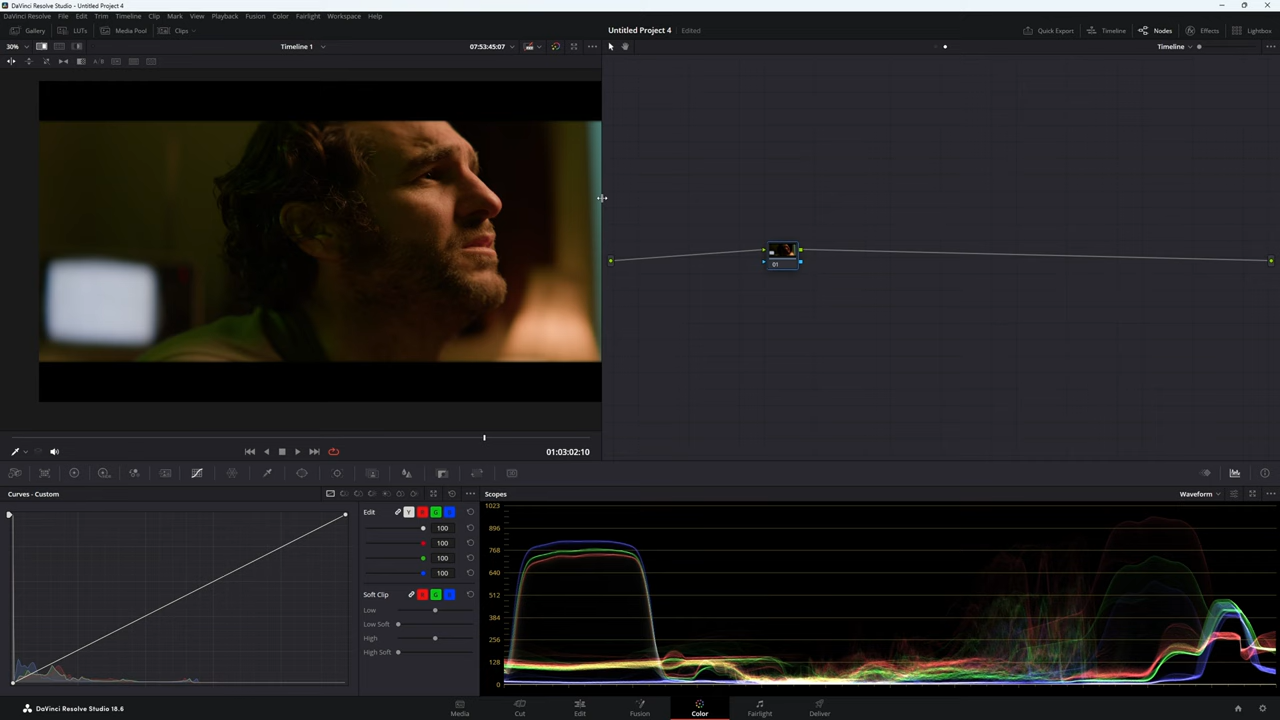 DaVinci Resolve Studio - Untitled Project 4
DaVinci Resolve File Edit Trim Timeline Clip Mark View Playback Fusion Color Fairlight Workspace Help
Gallery LUTs Media Pool Clips Untitled Project 4 Edited Quick Export Timeline Nodes Effects Lightbox
30% Timeline 1 07:53:45:07 Timeline
A/B
01
01:03:02:10
Curves - Custom
Edit Y R G B
100
100
100
100
Soft Clip R G B
Low
Low Soft
High
High Soft
Scopes Waveform
1023
896
768
640
512
384
256
128
0
DaVinci Resolve Studio 18.6
Media Cut Edit Fusion Color Fairlight Deliver